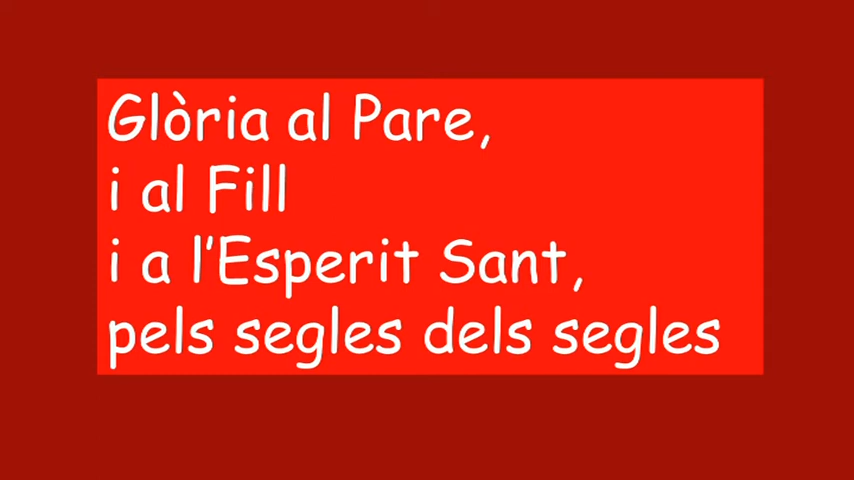 Glòria al Pare,
i al Fill
i a l’Esperit Sant,
pels segles dels segles